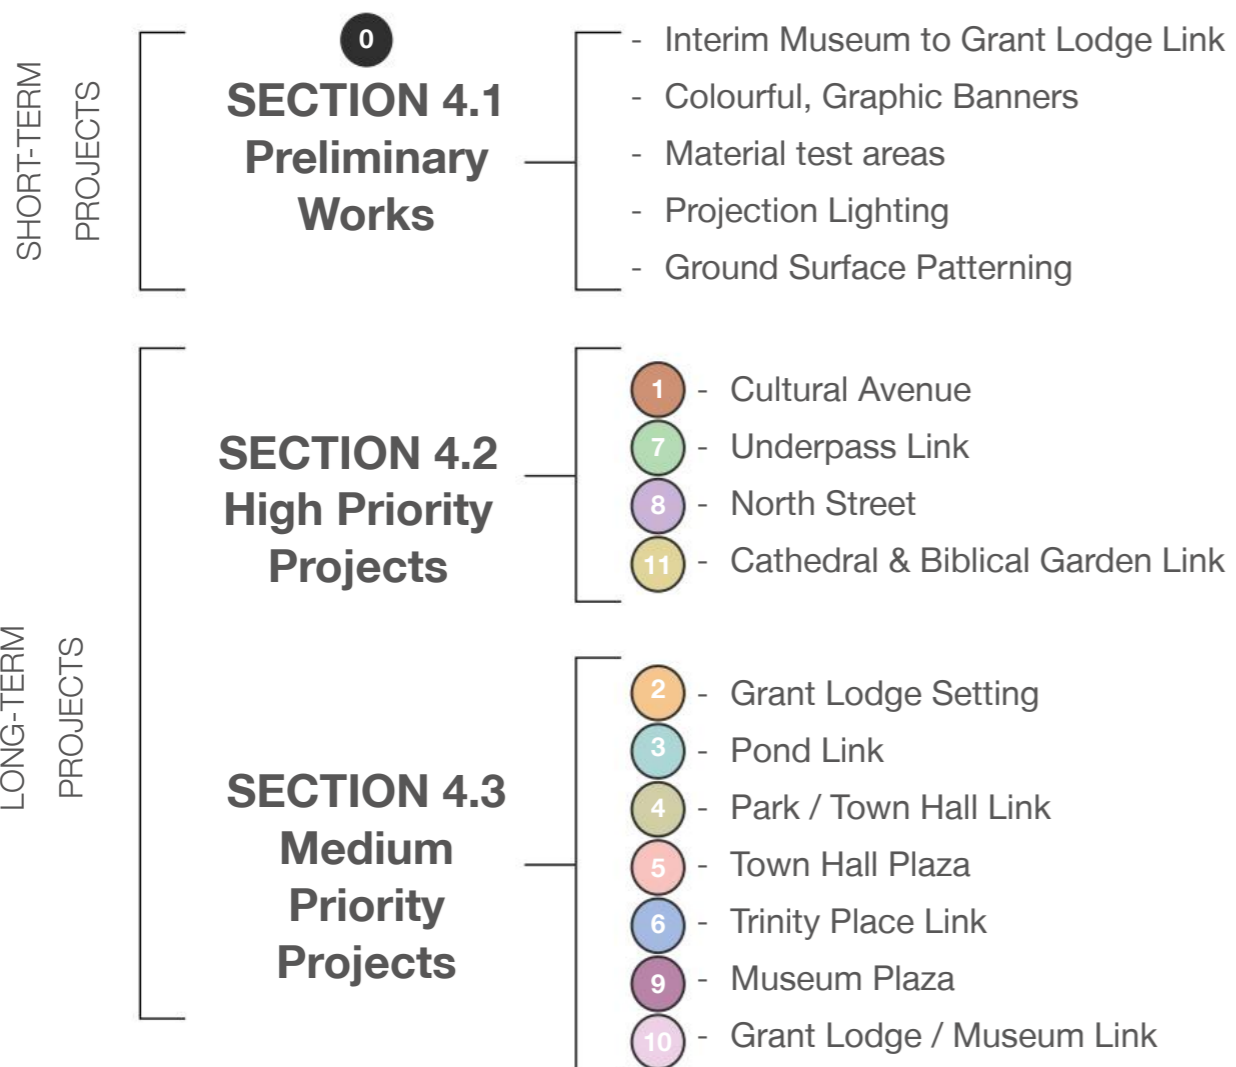 SHORT-TERM
PROJECTS
0
SECTION 4.1
Preliminary
Works
- Interim Museum to Grant Lodge Link
- Colourful, Graphic Banners
- Material test areas
- Projection Lighting
- Ground Surface Patterning
LONG-TERM
PROJECTS
SECTION 4.2
High Priority
Projects
1 - Cultural Avenue
7 - Underpass Link
8 - North Street
11 - Cathedral & Biblical Garden Link
SECTION 4.3
Medium
Priority
Projects
2 - Grant Lodge Setting
3 - Pond Link
4 - Park / Town Hall Link
5 - Town Hall Plaza
6 - Trinity Place Link
9 - Museum Plaza
10 - Grant Lodge / Museum Link